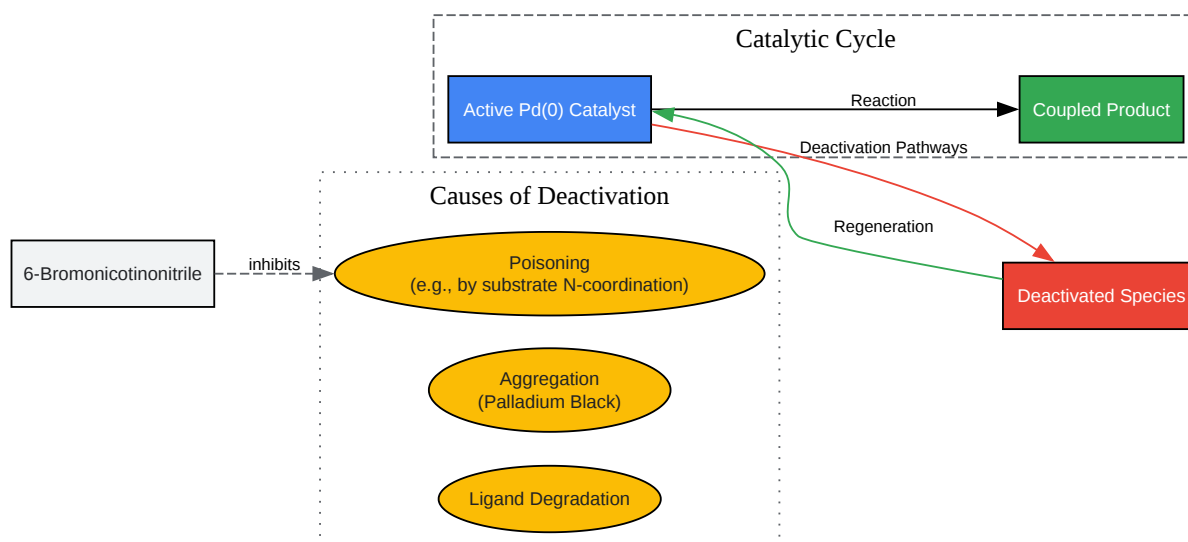 Catalytic Cycle
Active Pd(0) Catalyst
Reaction
Coupled Product
Deactivation Pathways
Causes of Deactivation
Regeneration
6-Bromonicotinonitrile
inhibits
Poisoning
(e.g., by substrate N-coordination)
Deactivated Species
Aggregation
(Palladium Black)
Ligand Degradation